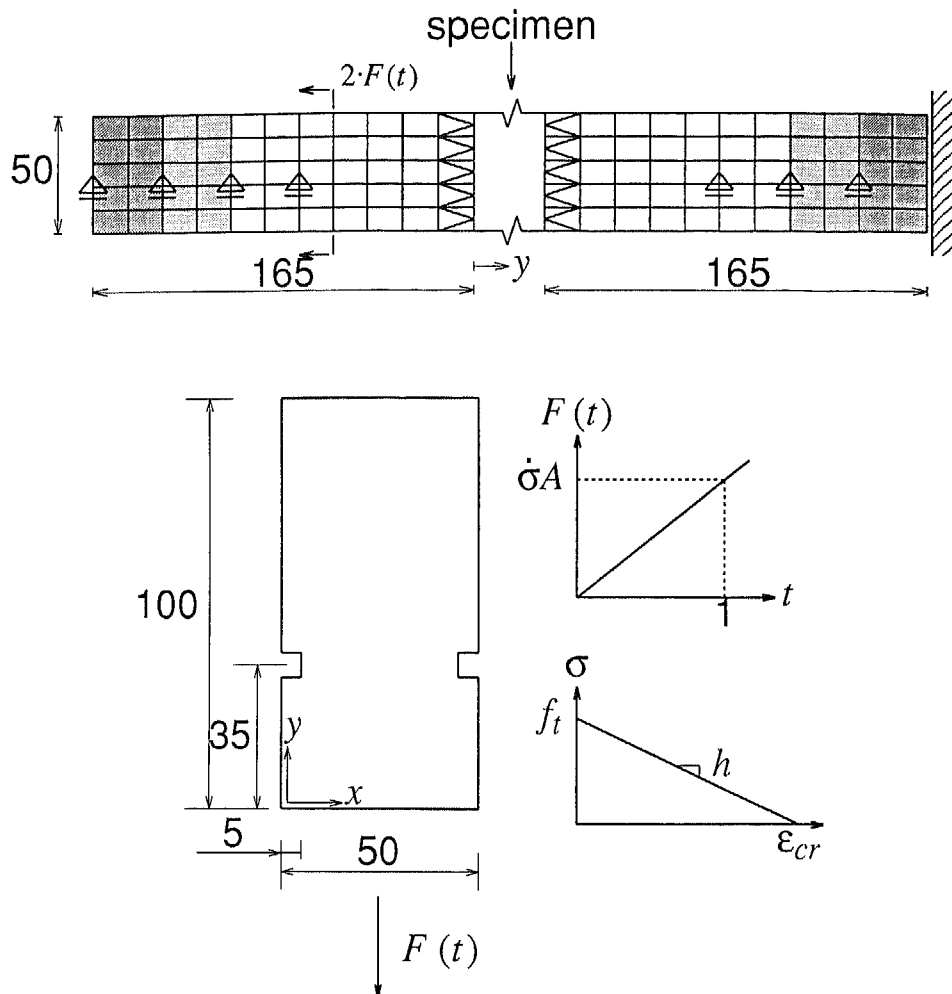 specimen
2·F(t)
50
165
y
165
F (t)
σ̇A
1
t
100
35
y
x
5
50
F (t)
σ
f_t
h
ε_cr